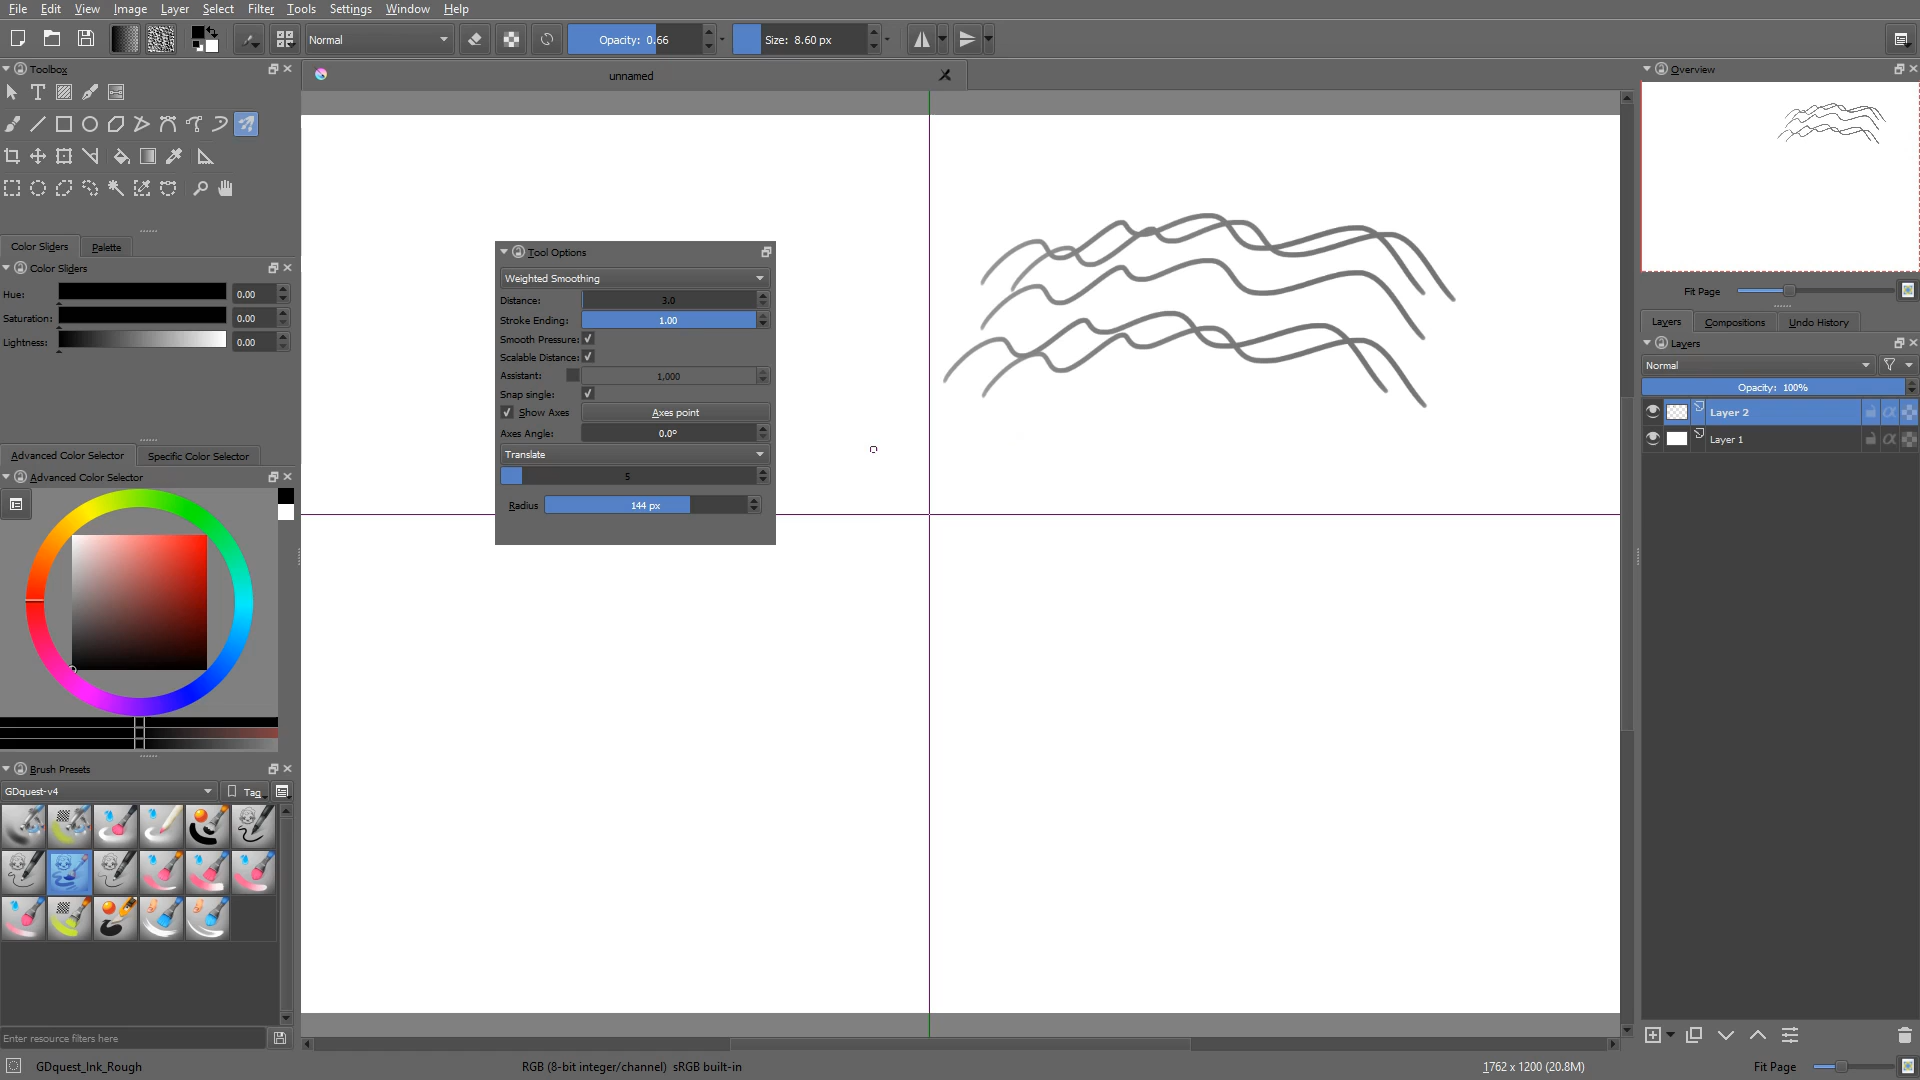 File Edit View Image Layer Select Filter Tools Settings Window Help
Normal Opacity: 0.66 Size: 8.60 px
unnamed
Toolbox
Color Sliders Palette
Color Sliders
Hue: 0.00
Saturation: 0.00
Lightness: 0.00
Advanced Color Selector Specific Color Selector
Advanced Color Selector
Brush Presets
GDquest-v4 Tag
Enter resource filters here
GDquest_Ink_Rough
Tool Options
Weighted Smoothing
Distance: 3.0
Stroke Ending: 1.00
Smooth Pressure:
Scalable Distance:
Assistant: 1,000
Snap single:
Show Axes Axes point
Axes Angle: 0.0º
Translate
5
Radius 144 px
Overview
Fit Page
Layers Compositions Undo History
Layers
Normal
Opacity: 100%
Layer 2
Layer 1
RGB (8-bit integer/channel) sRGB built-in
1762 x 1200 (20.8M)
Fit Page